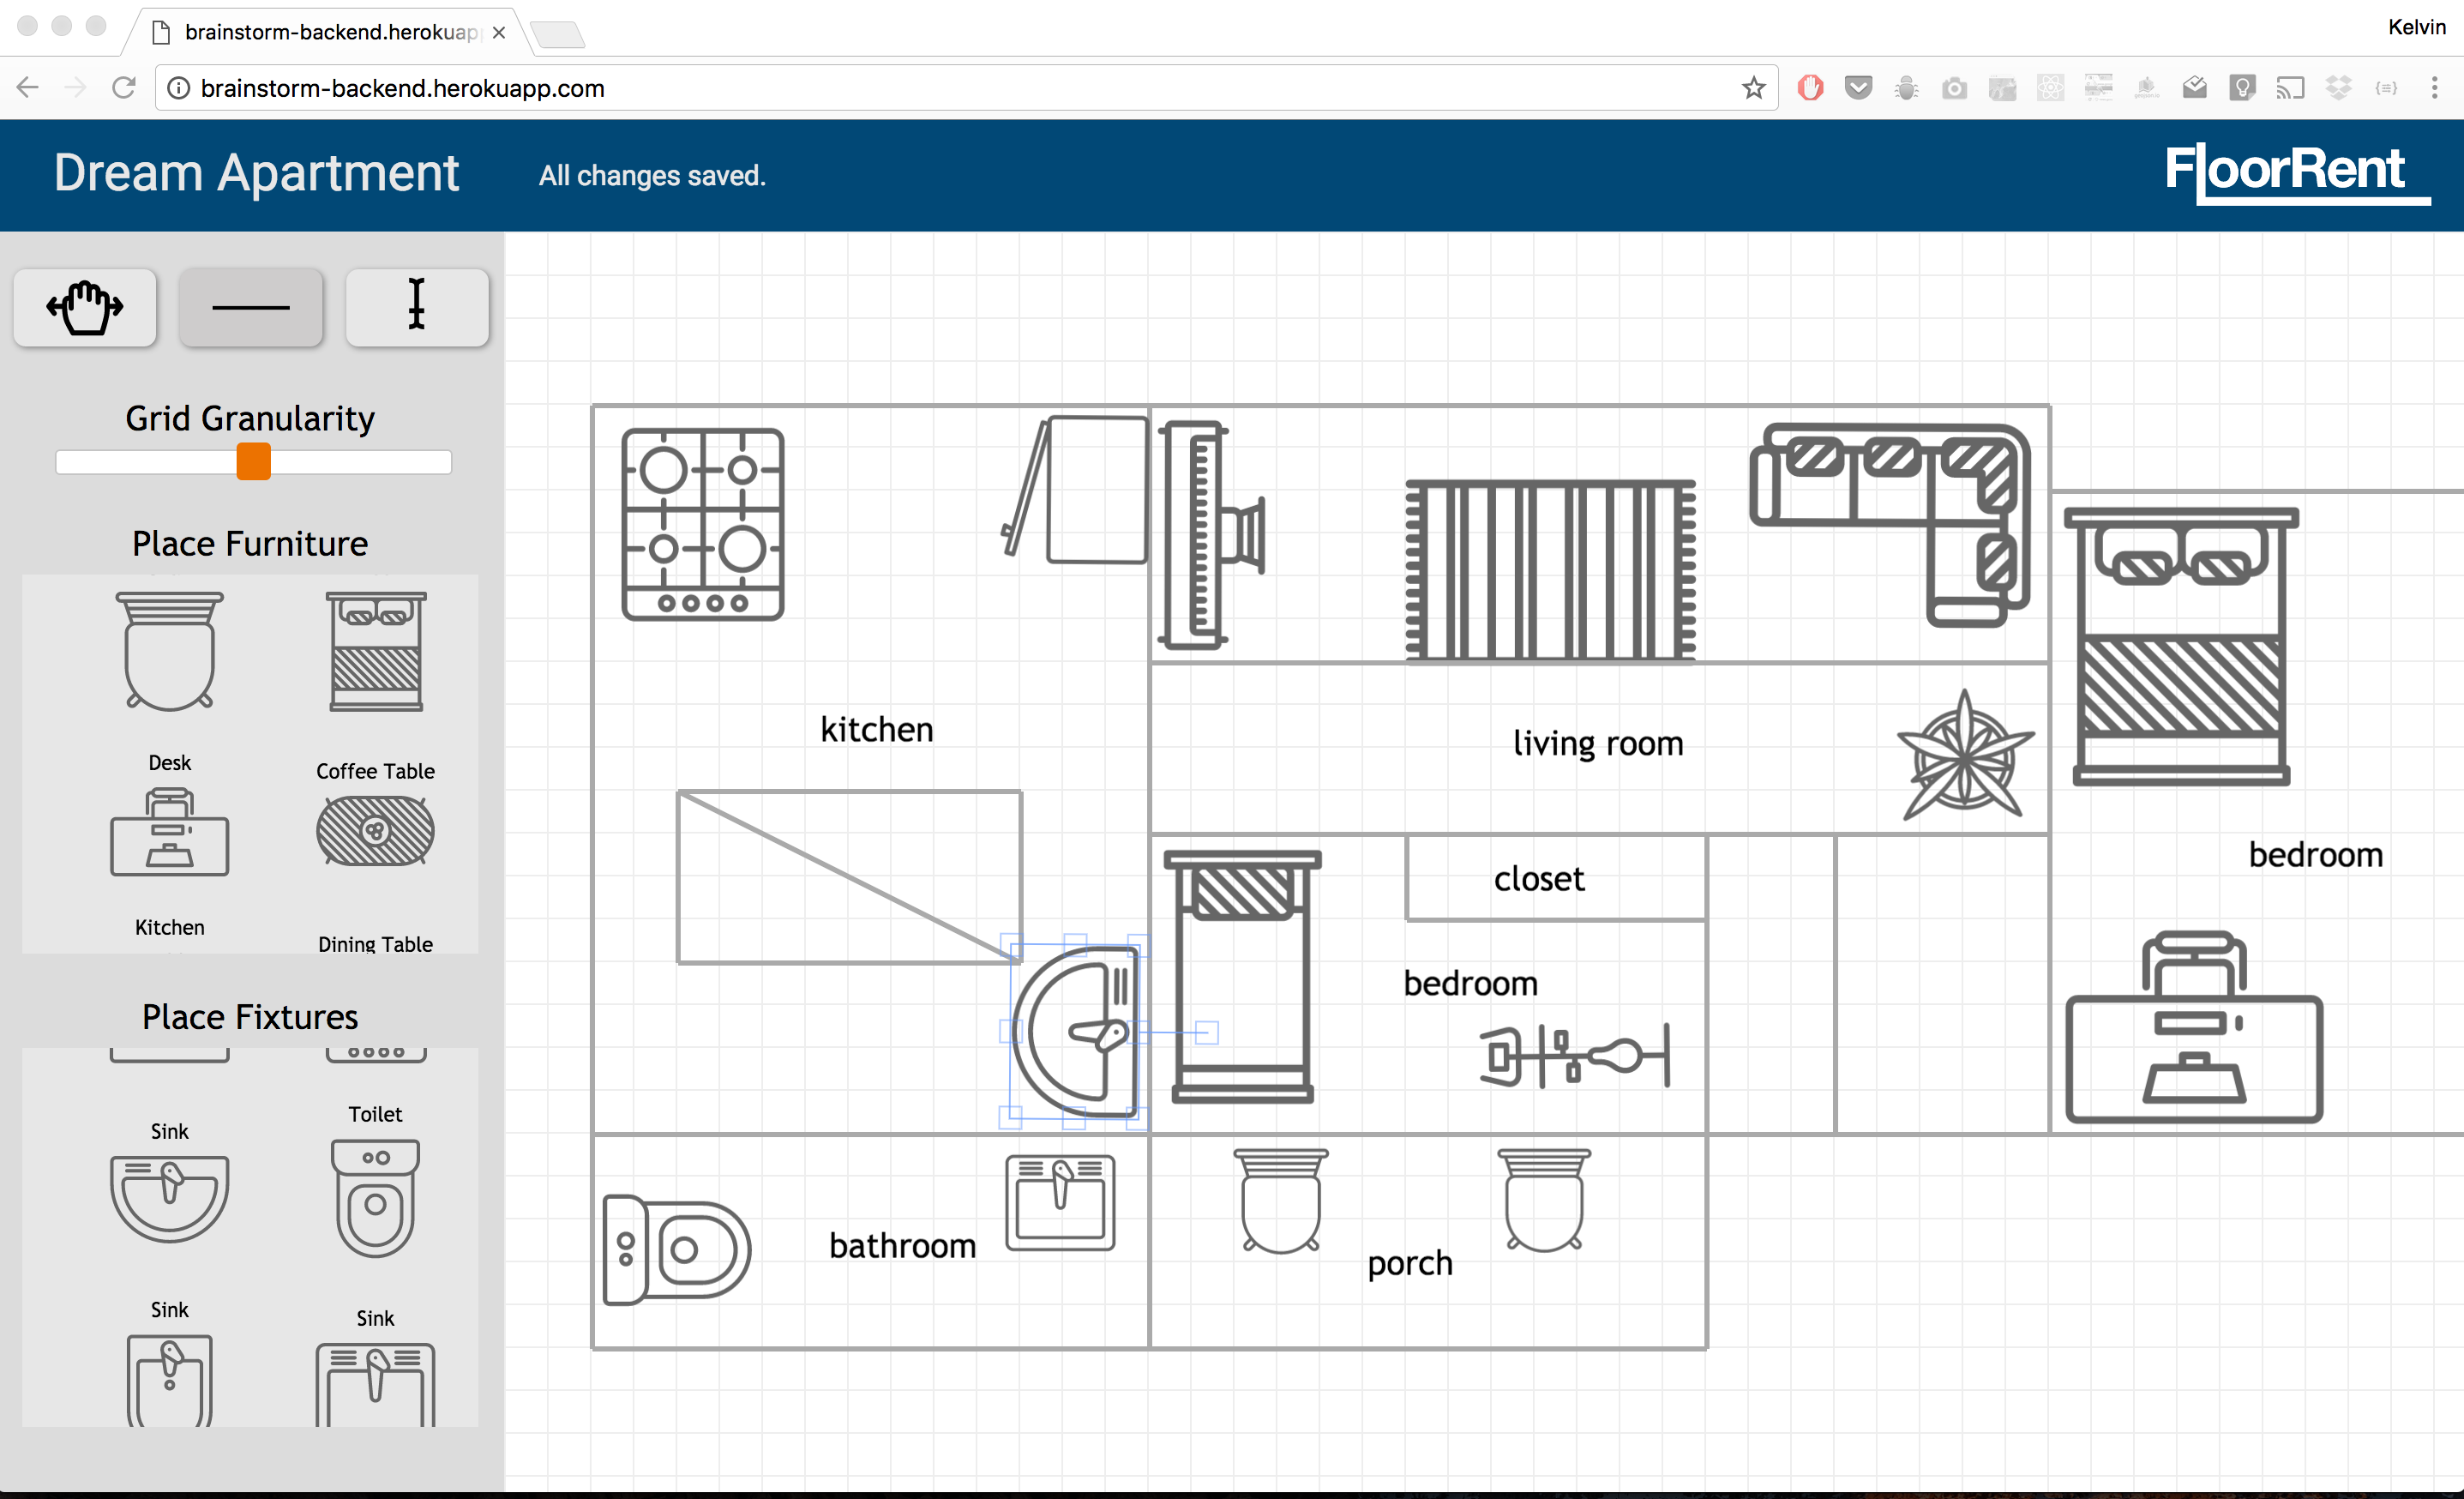 brainstorm-backend.herokuap
Kelvin
brainstorm-backend.herokuapp.com
Dream Apartment
All changes saved.
FloorRent
Grid Granularity
Place Furniture
Desk
Coffee Table
Kitchen
Dining Table
Place Fixtures
Sink
Toilet
Sink
Sink
kitchen
living room
bedroom
closet
bedroom
bathroom
porch